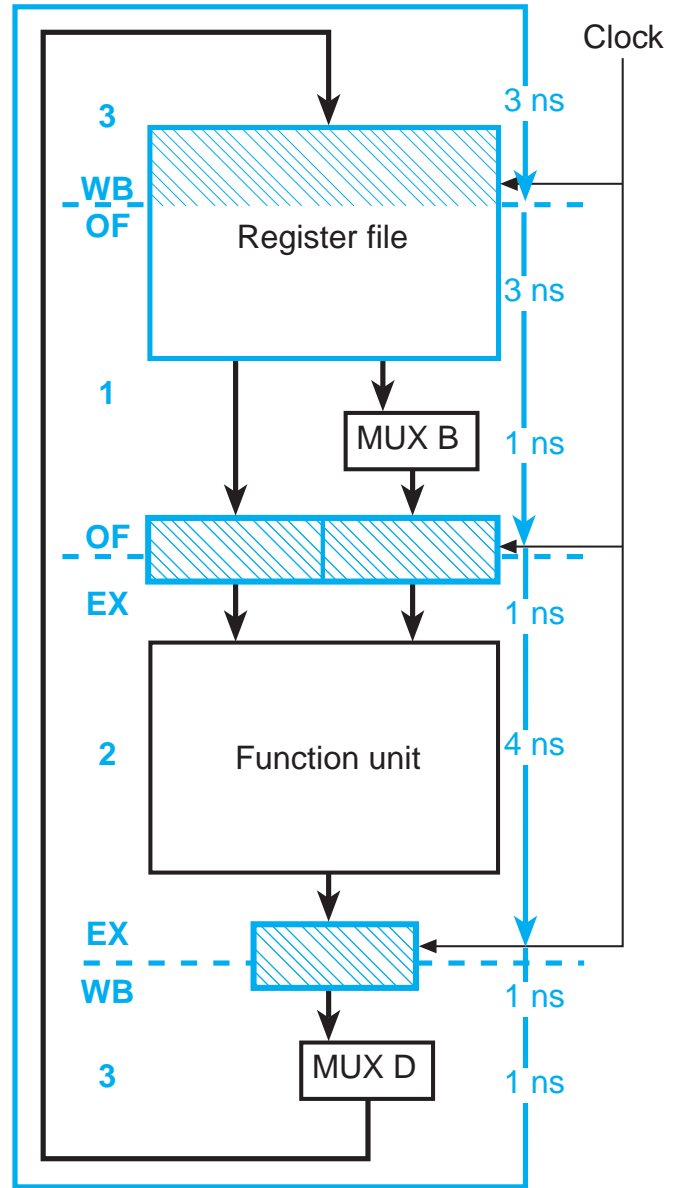 Clock
3
3 ns
WB
OF
Register file
3 ns
1
MUX B
1 ns
OF
EX
1 ns
2
Function unit
4 ns
EX
WB
1 ns
3
MUX D
1 ns